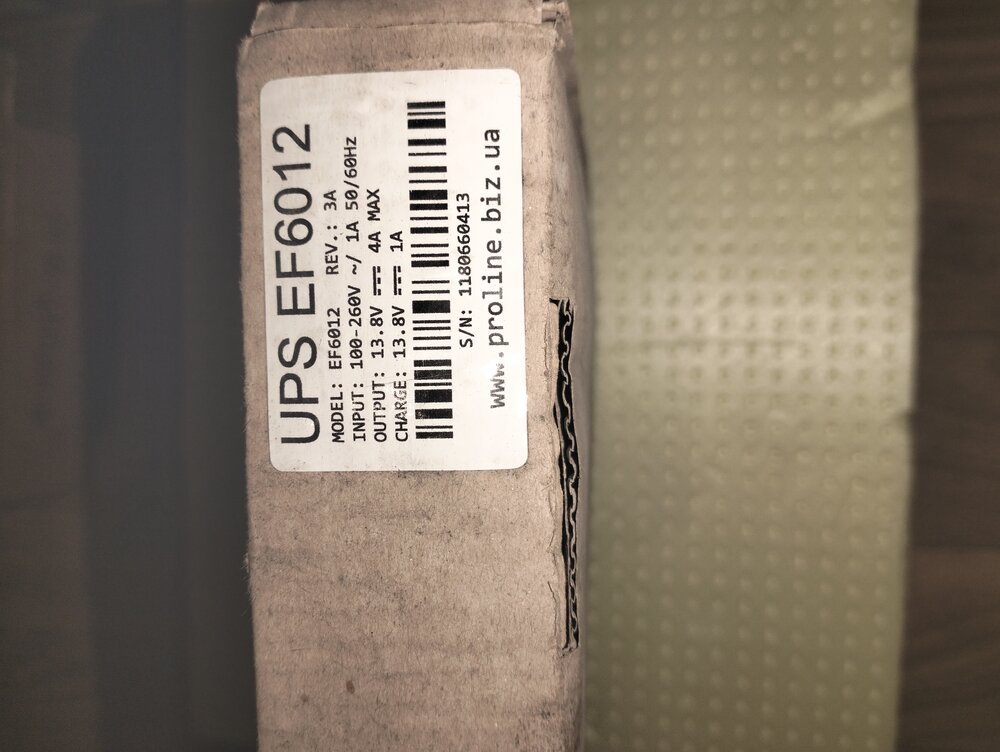 UPS EF6012
MODEL: EF6012 REV.: 3A
INPUT: 100-260V ~/ 1A 50/60Hz
OUTPUT: 13.8V ⎓ 4A MAX
CHARGE: 13.8V ⎓ 1A
S/N: 1180660413
www.proline.biz.ua